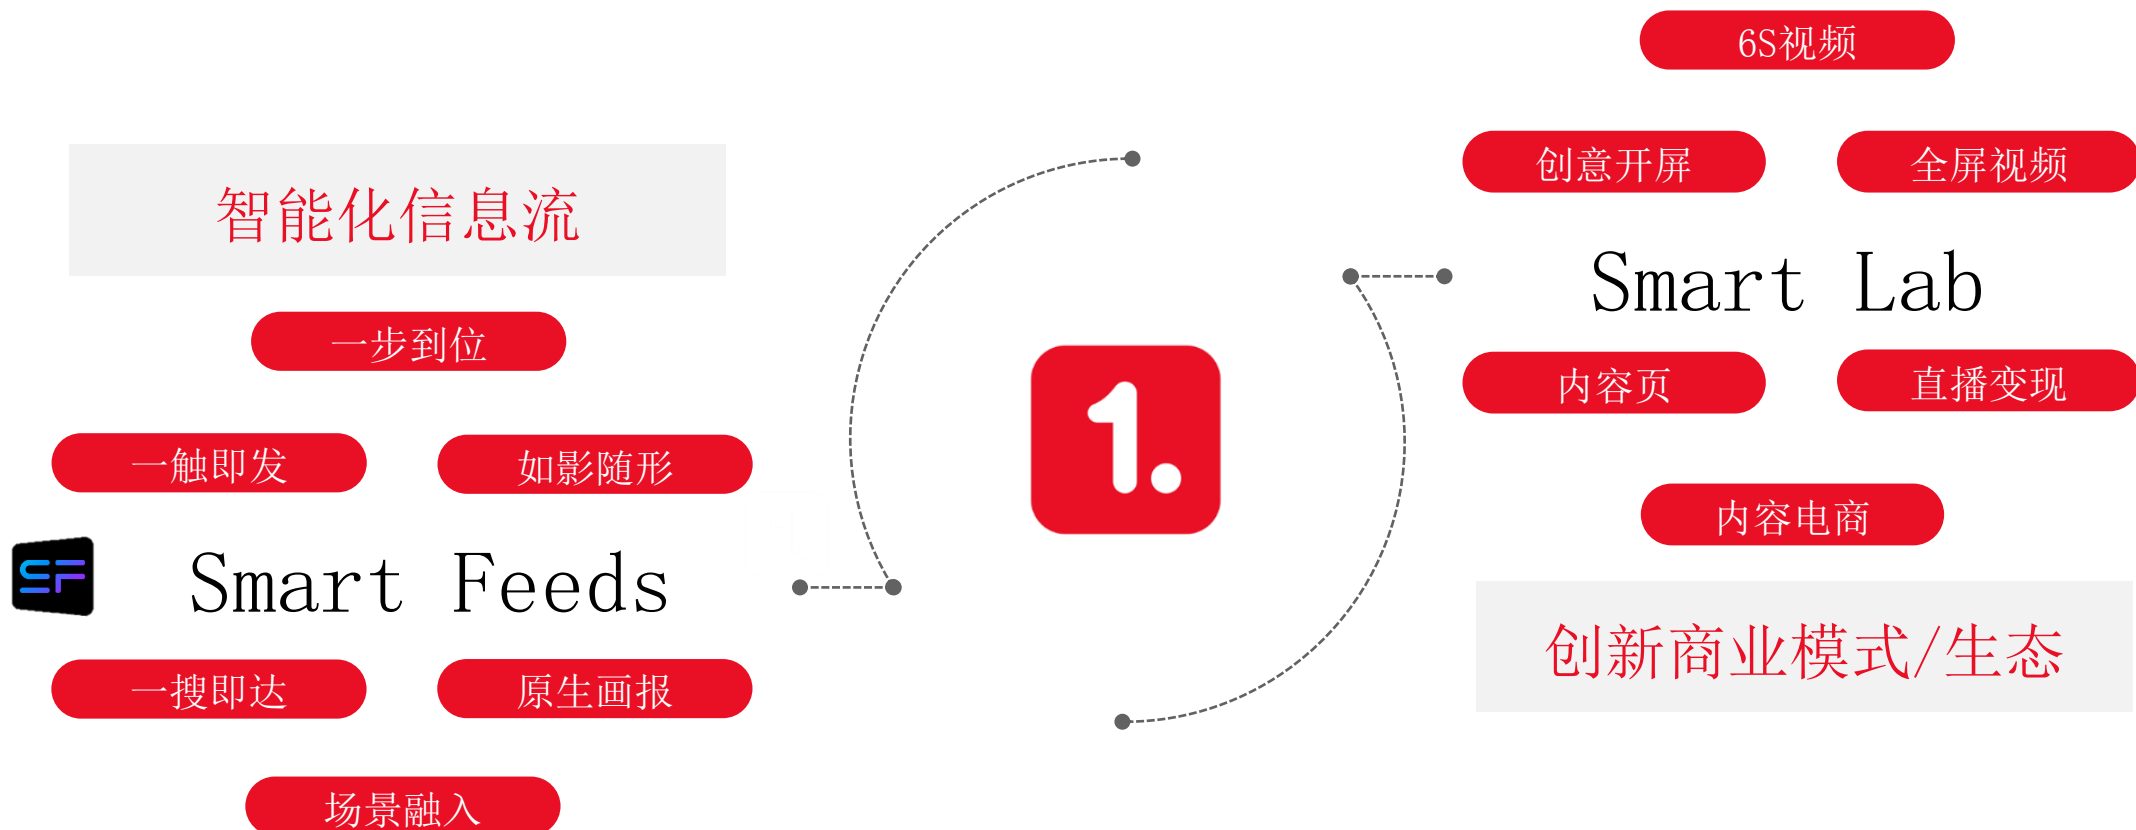 智能化信息流
一步到位
一触即发
如影随形
SF
Smart Feeds
一搜即达
原生画报
场景融入
1.
6S视频
创意开屏
全屏视频
Smart Lab
内容页
直播变现
内容电商
创新商业模式/生态